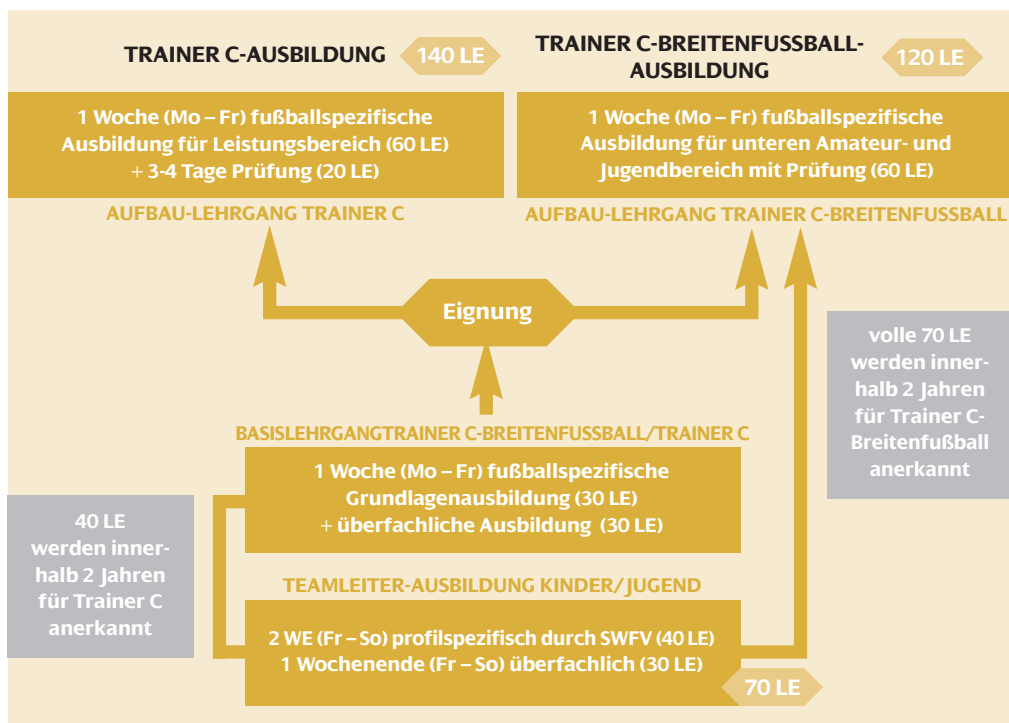 TRAINER C-AUSBILDUNG
140 LE
TRAINER C-BREITENFUSSBALL-
AUSBILDUNG
120 LE
1 Woche (Mo – Fr) fußballspezifische
Ausbildung für Leistungsbereich (60 LE)
+ 3-4 Tage Prüfung (20 LE)
1 Woche (Mo – Fr) fußballspezifische
Ausbildung für unteren Amateur- und
Jugendbereich mit Prüfung (60 LE)
AUFBAU-LEHRGANG TRAINER C
AUFBAU-LEHRGANG TRAINER C-BREITENFUSSBALL
Eignung
volle 70 LE
werden inner-
halb 2 Jahren
für Trainer C-
Breitenfußball
anerkannt
BASISLEHRGANGTRAINER C-BREITENFUSSBALL/TRAINER C
1 Woche (Mo – Fr) fußballspezifische
Grundlagenausbildung (30 LE)
+ überfachliche Ausbildung (30 LE)
40 LE
werden inner-
halb 2 Jahren
für Trainer C
anerkannt
TEAMLEITER-AUSBILDUNG KINDER/JUGEND
2 WE (Fr – So) profilspezifisch durch SWFV (40 LE)
1 Wochenende (Fr – So) überfachlich (30 LE)
70 LE